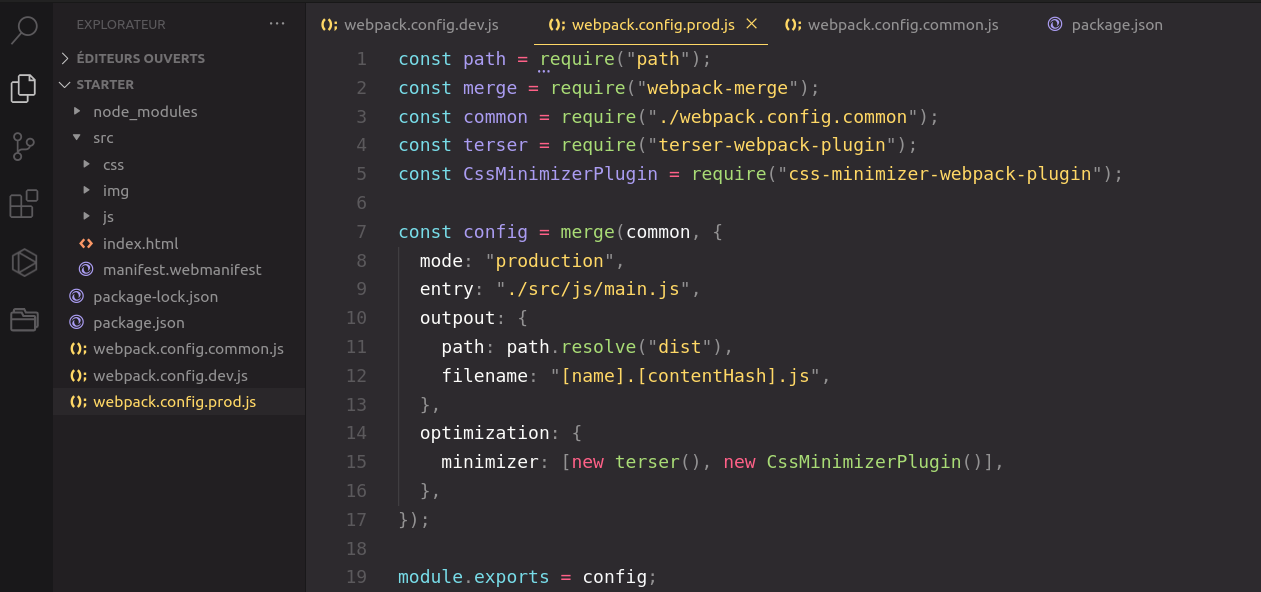 EXPLORATEUR ···
ÉDITEURS OUVERTS
STARTER
node_modules
src
css
img
js
<> index.html
manifest.webmanifest
package-lock.json
package.json
(); webpack.config.common.js
(); webpack.config.dev.js
(); webpack.config.prod.js
(); webpack.config.dev.js (); webpack.config.prod.js × (); webpack.config.common.js package.json
1 const path = require("path");
2 const merge = require("webpack-merge");
3 const common = require("./webpack.config.common");
4 const terser = require("terser-webpack-plugin");
5 const CssMinimizerPlugin = require("css-minimizer-webpack-plugin");
6
7 const config = merge(common, {
8   mode: "production",
9   entry: "./src/js/main.js",
10   outpout: {
11     path: path.resolve("dist"),
12     filename: "[name].[contentHash].js",
13   },
14   optimization: {
15     minimizer: [new terser(), new CssMinimizerPlugin()],
16   },
17 });
18
19 module.exports = config;